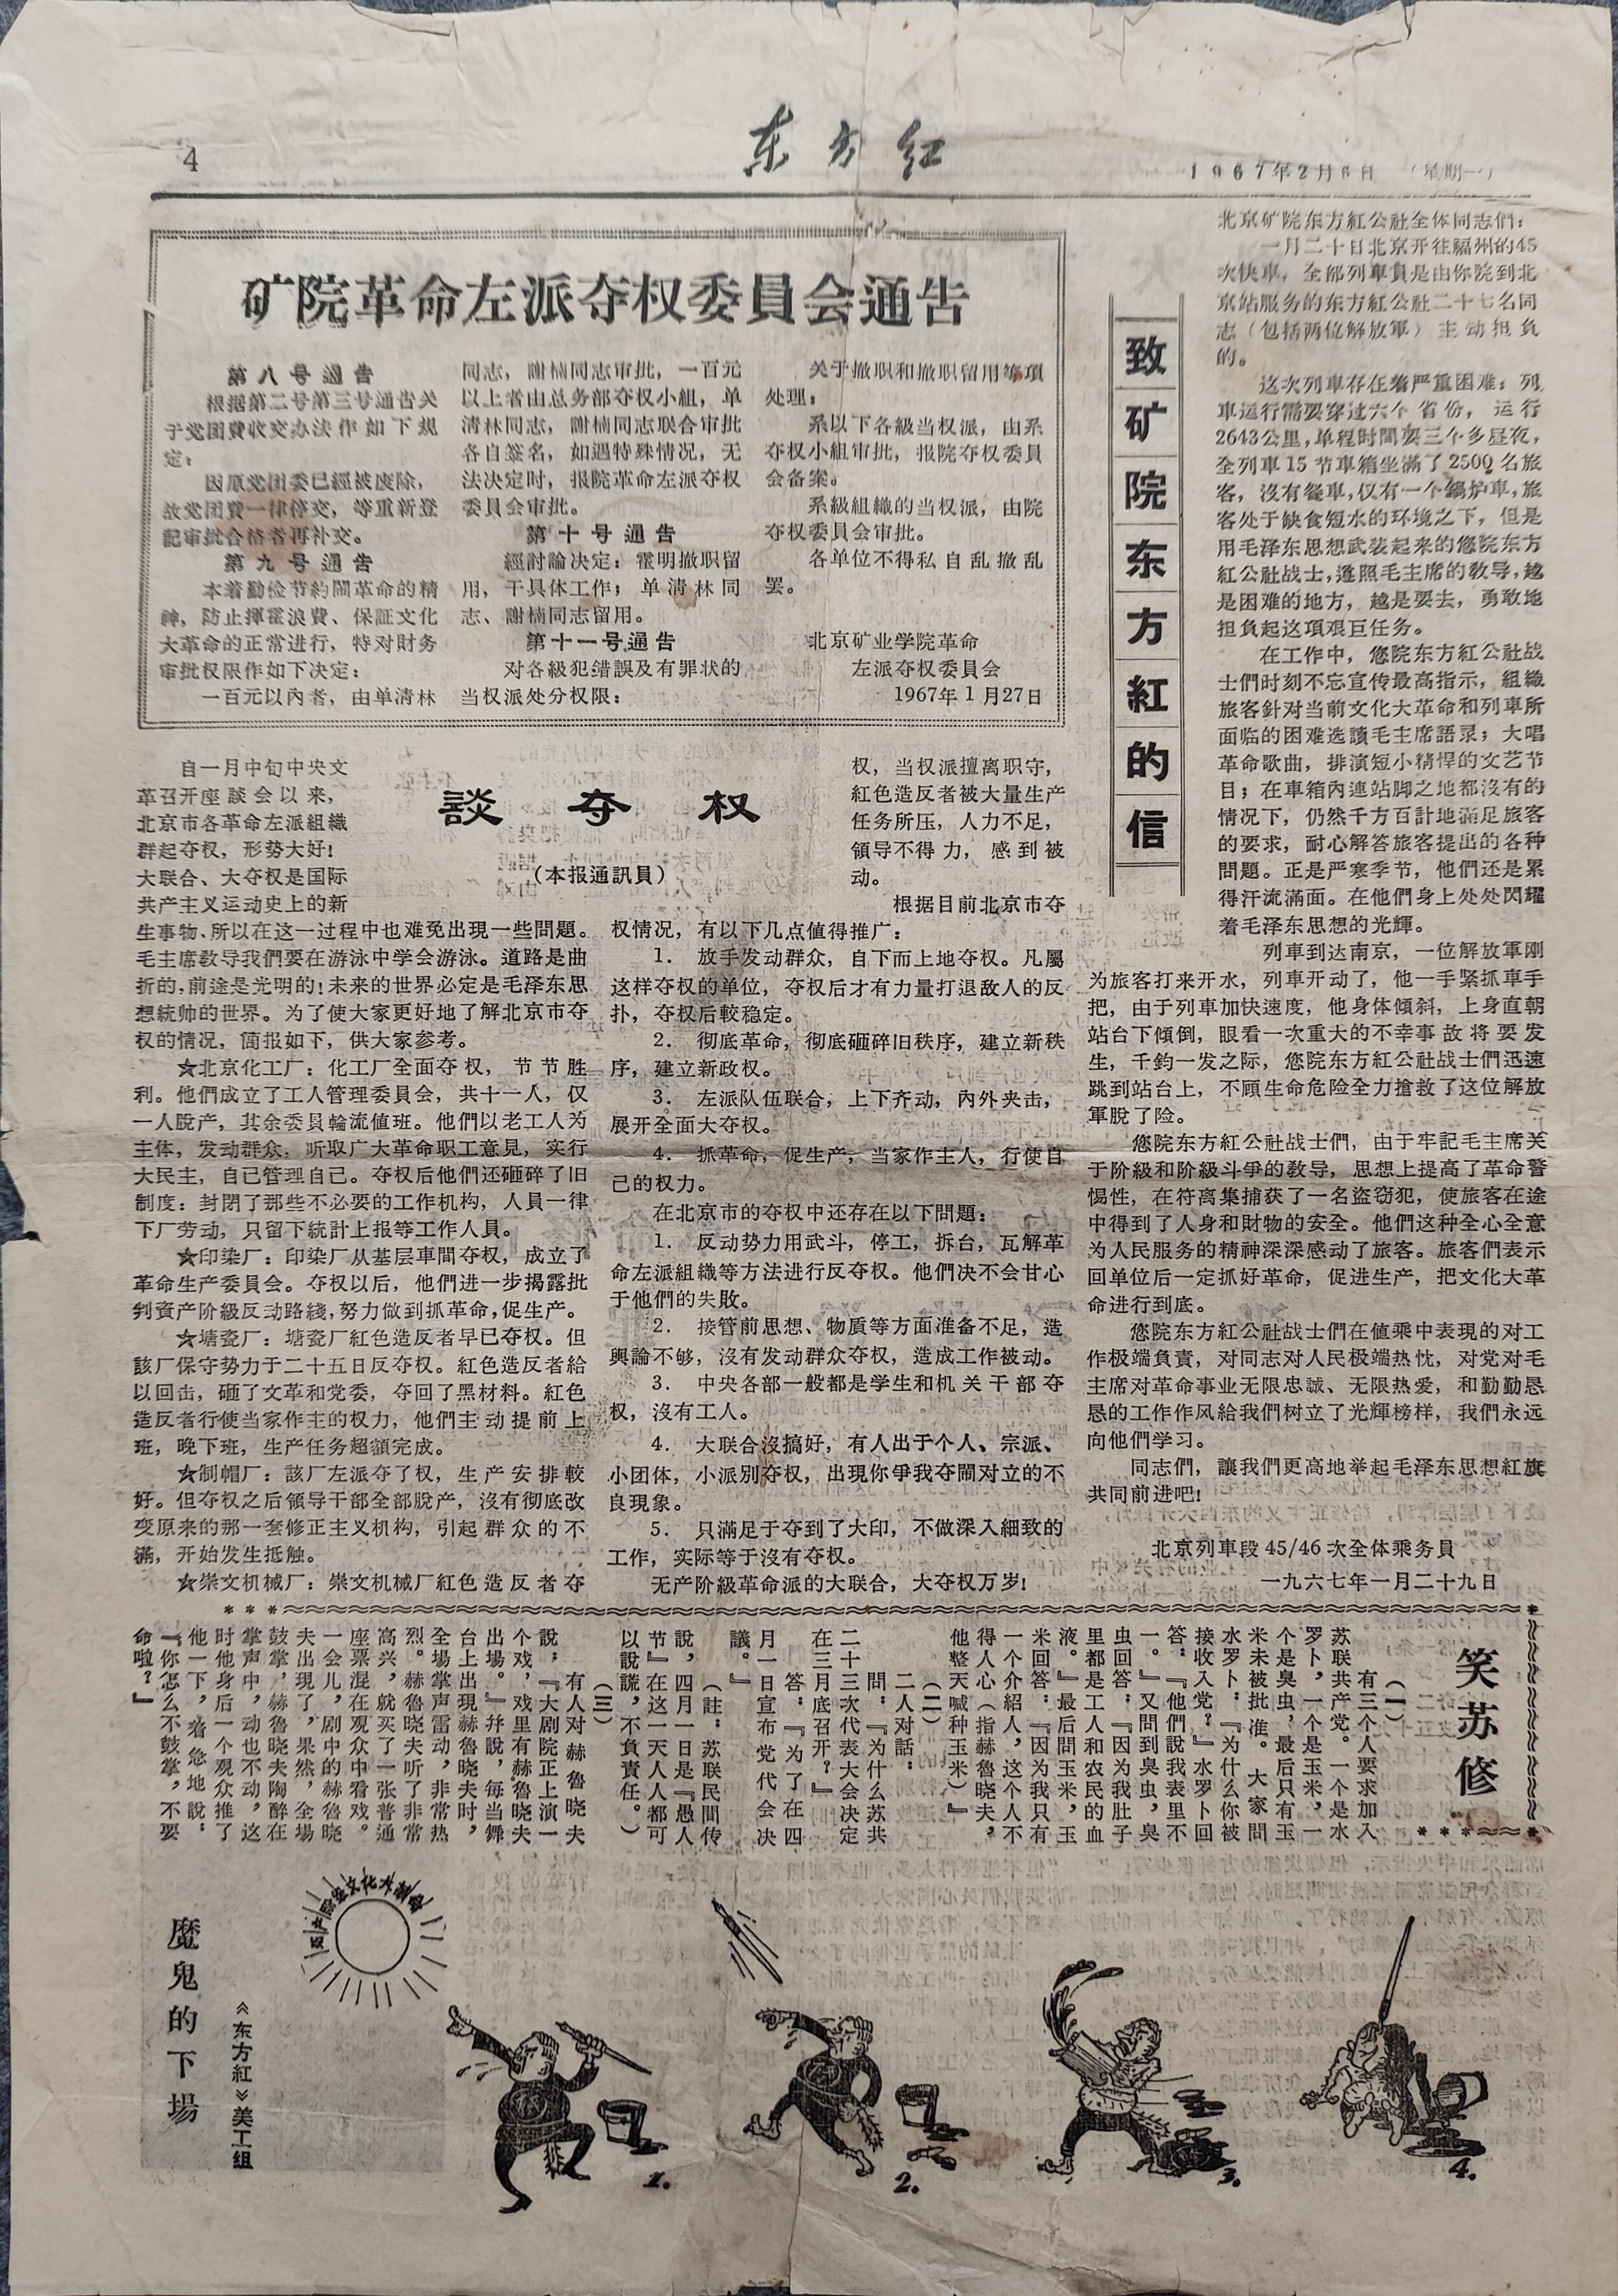 4
东方红
1967年2月6日 （星期一）
矿院革命左派夺权委員会通告
第八号通告
根据第二号第三号通告关
于党团費收交办法作如下規
定：
因原党团委已經被废除，
故党团費一律停交，等重新登
記审批合格者再补交。
第九号通告
本着勤俭节約閙革命的精
神，防止揮霍浪費、保証文化
大革命的正常进行，特对財务
审批权限作如下决定：
一百元以內者，由单清林
同志，謝楠同志审批，一百元
以上者由总务部夺权小組，单
清林同志，謝楠同志联合审批
各自簽名，如遇特殊情况，无
法决定时，报院革命左派夺权
委員会审批。
第十号通告
經討論决定：霍明撤职留
用，干具体工作；单清林同
志、謝楠同志留用。
第十一号通告
对各級犯错誤及有罪状的
当权派处分权限：
关于撤职和撤职留用等項
处理：
系以下各級当权派，由系
夺权小組审批，报院夺权委員
会备案。
系級組織的当权派，由院
夺权委員会审批。
各单位不得私自乱撤乱
罢。
北京矿业学院革命
左派夺权委員会
1967年1月27日
談夺权
（本报通訊員）
自一月中旬中央文
革召开座談会以来，
北京市各革命左派組織
群起夺权，形势大好！
大联合、大夺权是国际
共产主义运动史上的新
生事物、所以在这一过程中也难免出現一些問題。
毛主席教导我們要在游泳中学会游泳。道路是曲
折的，前途是光明的！未来的世界必定是毛泽东思
想統帅的世界。为了使大家更好地了解北京市夺
权的情况，簡报如下，供大家参考。
☆北京化工厂：化工厂全面夺权，节节胜
利。他們成立了工人管理委員会，共十一人，仅
一人脫产，其余委員輪流值班。他們以老工人为
主体，发动群众，听取广大革命职工意見，实行
大民主，自已管理自己。夺权后他們还砸碎了旧
制度：封閉了那些不必要的工作机构，人員一律
下厂劳动，只留下統計上报等工作人員。
☆印染厂：印染厂从基层車間夺权，成立了
革命生产委員会。夺权以后，他們进一步揭露批
判資产阶級反动路綫，努力做到抓革命，促生产。
☆塘瓷厂：塘瓷厂紅色造反者早已夺权。但
該厂保守势力于二十五日反夺权。紅色造反者給
以回击，砸了文革和党委，夺回了黑材料。紅色
造反者行使当家作主的权力，他們主动提前上
班，晚下班，生产任务超額完成。
☆制帽厂：該厂左派夺了权，生产安排較
好。但夺权之后領导干部全部脫产，沒有彻底改
变原来的那一套修正主义机构，引起群众的不
滿，开始发生抵触。
☆崇文机械厂：崇文机械厂紅色造反者夺
权，当权派擅离职守，
紅色造反者被大量生产
任务所压，人力不足，
領导不得力，感到被
动。
根据目前北京市夺
权情况，有以下几点值得推广：
1． 放手发动群众，自下而上地夺权。凡屬
这样夺权的单位，夺权后才有力量打退敌人的反
扑，夺权后較稳定。
2． 彻底革命，彻底砸碎旧秩序，建立新秩
序，建立新政权。
3． 左派队伍联合，上下齐动，內外夹击，
展开全面大夺权。
4． 抓革命，促生产，当家作主人，行使自
己的权力。
在北京市的夺权中还存在以下問題：
1． 反动势力用武斗，停工，拆台，瓦解革
命左派組織等方法进行反夺权。他們决不会甘心
于他們的失敗。
2． 接管前思想、物质等方面准备不足，造
輿論不够，沒有发动群众夺权，造成工作被动。
3． 中央各部一般都是学生和机关干部夺
权，沒有工人。
4． 大联合沒搞好，有人出于个人、宗派、
小团体，小派別夺权，出現你爭我夺閙对立的不
良現象。
5． 只滿足于夺到了大印，不做深入細致的
工作，实际等于沒有夺权。
无产阶級革命派的大联合，大夺权万岁！
致矿院东方紅的信
北京矿院东方紅公社全体同志們：
一月二十日北京开往福州的45
次快車，全部列車員是由你院到北
京站服务的东方紅公社二十七名同
志（包括两位解放軍）主动担負
的。
这次列車存在着严重困难：列
車运行需要穿过六个省份，运行
2643公里，单程时間要三个多昼夜，
全列車15节車箱坐滿了2500名旅
客，沒有餐車，仅有一个鍋炉車，旅
客处于缺食短水的环境之下，但是
用毛泽东思想武装起来的您院东方
紅公社战士，遵照毛主席的教导，越
是困难的地方，越是要去，勇敢地
担負起这項艰巨任务。
在工作中，您院东方紅公社战
士們时刻不忘宣传最高指示，組織
旅客針对当前文化大革命和列車所
面临的困难选讀毛主席語录；大唱
革命歌曲，排演短小精悍的文艺节
目；在車箱內連站脚之地都沒有的
情况下，仍然千方百計地滿足旅客
的要求，耐心解答旅客提出的各种
問題。正是严寒季节，他們还是累
得汗流滿面。在他們身上处处閃耀
着毛泽东思想的光輝。
列車到达南京，一位解放軍刚
为旅客打来开水，列車开动了，他一手紧抓車手
把，由于列車加快速度，他身体傾斜，上身直朝
站台下傾倒，眼看一次重大的不幸事故将要发
生，千鈞一发之际，您院东方紅公社战士們迅速
跳到站台上，不顾生命危险全力搶救了这位解放
軍脫了险。
您院东方紅公社战士們，由于牢記毛主席关
于阶級和阶級斗爭的教导，思想上提高了革命警
惕性，在符离集捕获了一名盜窃犯，使旅客在途
中得到了人身和財物的安全。他們这种全心全意
为人民服务的精神深深感动了旅客。旅客們表示
回单位后一定抓好革命，促进生产，把文化大革
命进行到底。
您院东方紅公社战士們在值乘中表現的对工
作极端負責，对同志对人民极端热忱，对党对毛
主席对革命事业无限忠誠、无限热爱，和勤勤恳
恳的工作作风給我們树立了光輝榜样，我們永远
向他們学习。
同志們，讓我們更高地举起毛泽东思想紅旗
共同前进吧！
北京列車段45/46次全体乘务員
一九六七年一月二十九日
笑苏修
（一）
有三个人要求加入
苏联共产党。一个是水
罗卜，一个是玉米，一
个是臭虫，最后只有玉
米未被批准。大家問
水罗卜：『为什么你被
接收入党？』水罗卜回
答：『他們說我表里不
一。』又問到臭虫，臭
虫回答：『因为我肚子
里都是工人和农民的血
液。』最后問玉米，玉
米回答：『因为我只有
一个介紹人，这个人不
得人心（指赫魯晓夫，
他整天喊种玉米）』
（二）
二人对話：
問：『为什么苏共
二十三次代表大会决定
在三月底召开？』
答：『为了在四
月一日宣布党代会决
議。』
（註：苏联民間传
說，四月一日是『愚人
节』在这一天人人都可
以說謊，不負責任。）
（三）
有人对赫魯晓夫
說：『大剧院正上演一
个戏，戏里有赫魯晓夫
出場。』幷說，每当舞
台上出現赫魯晓夫时，
全場掌声雷动，非常热
烈。赫魯晓夫听了非常
高兴，就买了一张普通
座票混在观众中看戏。
一会儿，剧中的赫魯晓
夫出現了，果然，全場
鼓掌，赫魯晓夫陶醉在
掌声中，动也不动，这
时他身后一个观众推了
他一下，着急地說：
『你怎么不鼓掌，不要
命啦？』
魔鬼的下場
《东方紅》美工组
无产阶级文化大革命
1.
2.
3.
4.